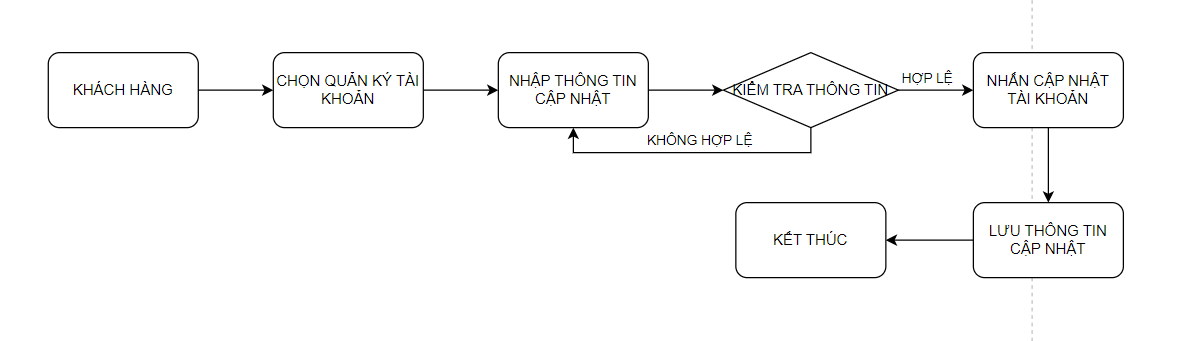 KHÁCH HÀNG
CHỌN QUẢN KÝ TÀI
KHOẢN
NHẬP THÔNG TIN
CẬP NHẬT
KIỂM TRA THÔNG TIN
HỢP LỆ
NHẤN CẬP NHẬT
TÀI KHOẢN
KHÔNG HỢP LỆ
LƯU THÔNG TIN
CẬP NHẬT
KẾT THÚC